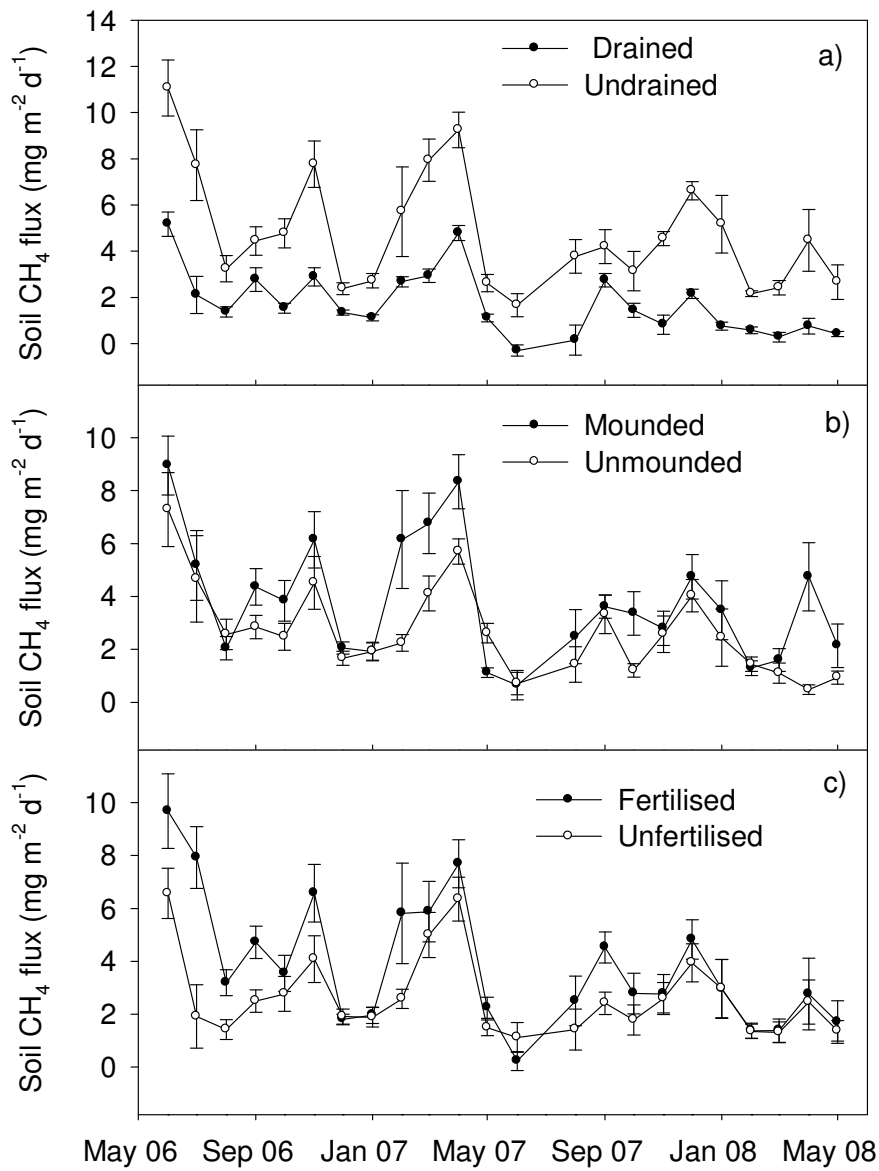 14
12
10
8
6
4
2
0
Soil CH₄ flux (mg m⁻² d⁻¹)
Drained
Undrained
a)
10
8
6
4
2
0
Soil CH₄ flux (mg m⁻² d⁻¹)
Mounded
Unmounded
b)
10
8
6
4
2
0
Soil CH₄ flux (mg m⁻² d⁻¹)
Fertilised
Unfertilised
c)
May 06 Sep 06 Jan 07 May 07 Sep 07 Jan 08 May 08